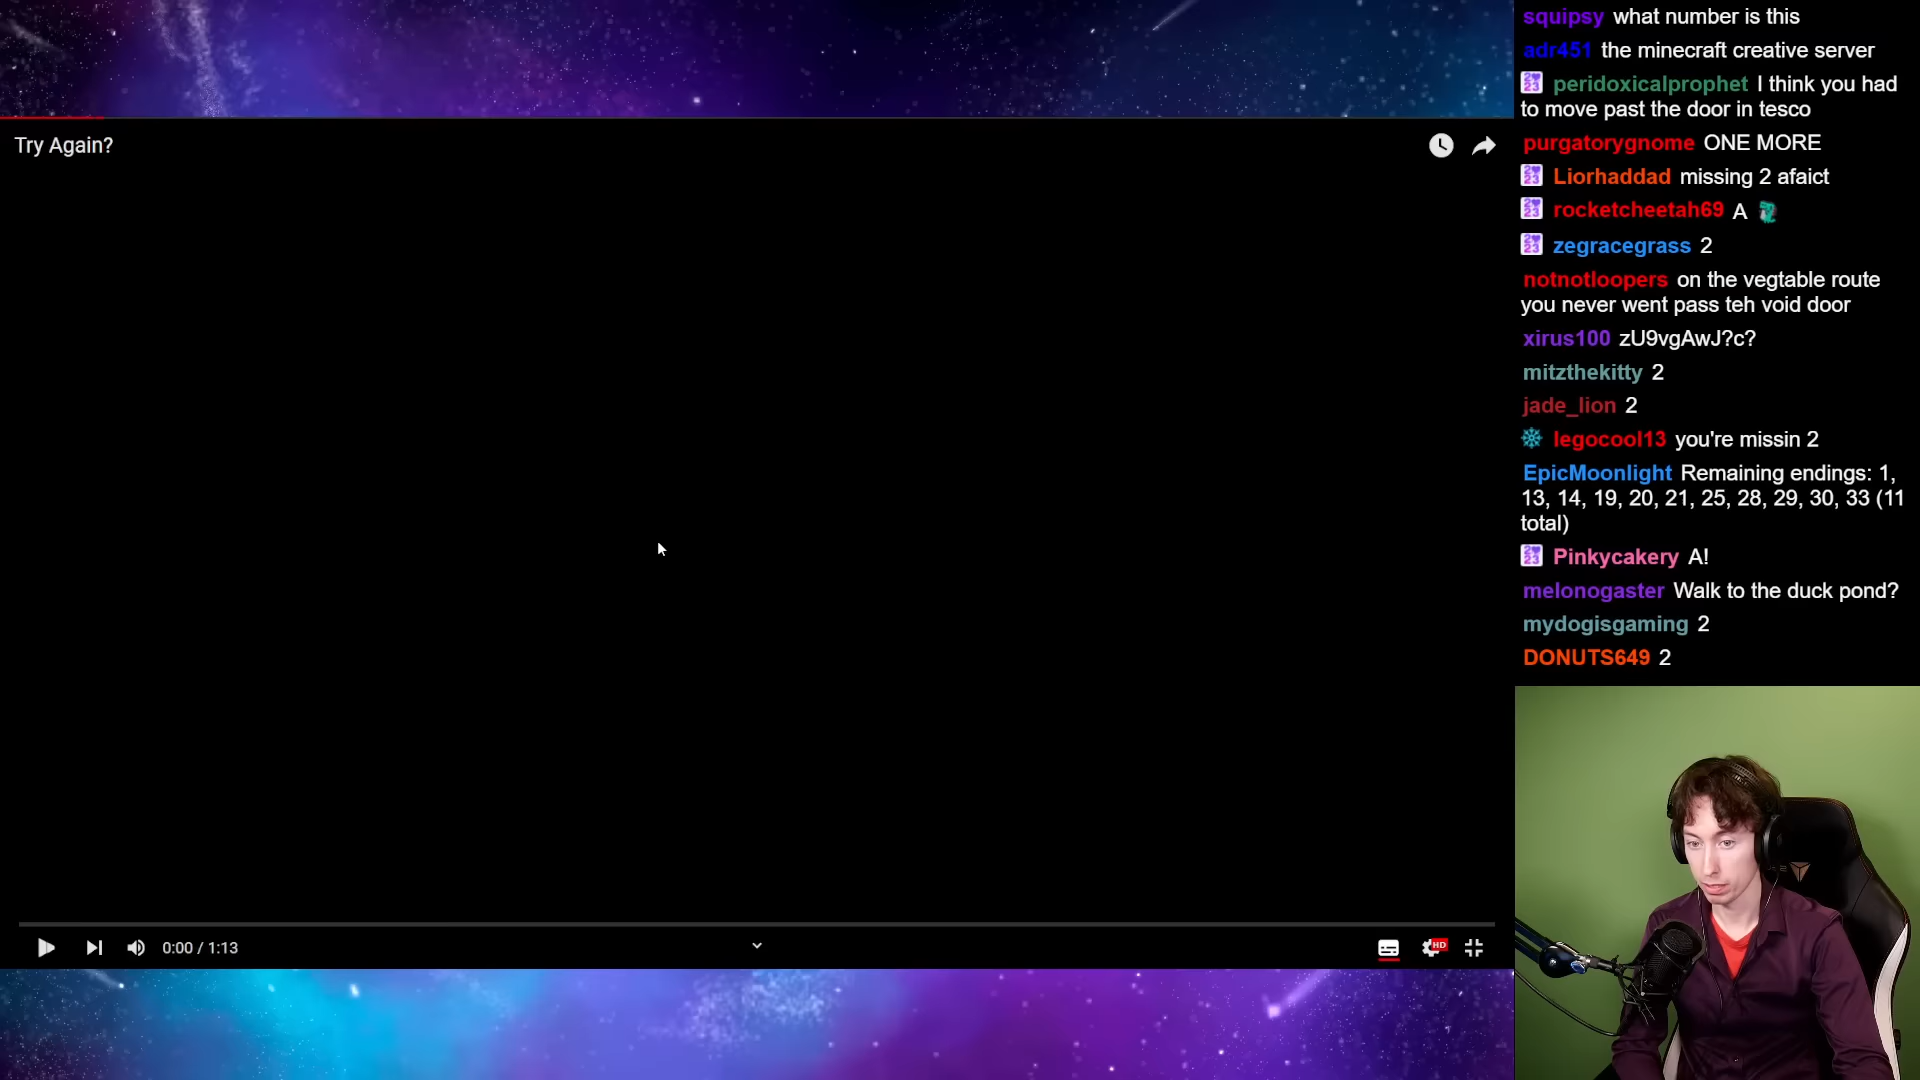 Try Again?
0:00 / 1:13
HD
squipsy what number is this
adr451 the minecraft creative server
peridoxicalprophet I think you had
to move past the door in tesco
purgatorygnome ONE MORE
Liorhaddad missing 2 afaict
rocketcheetah69 A
zegracegrass 2
notnotloopers on the vegtable route
you never went pass teh void door
xirus100 zU9vgAwJ?c?
mitzthekitty 2
jade_lion 2
legocool13 you're missin 2
EpicMoonlight Remaining endings: 1,
13, 14, 19, 20, 21, 25, 28, 29, 30, 33 (11
total)
Pinkycakery A!
melonogaster Walk to the duck pond?
mydogisgaming 2
DONUTS649 2